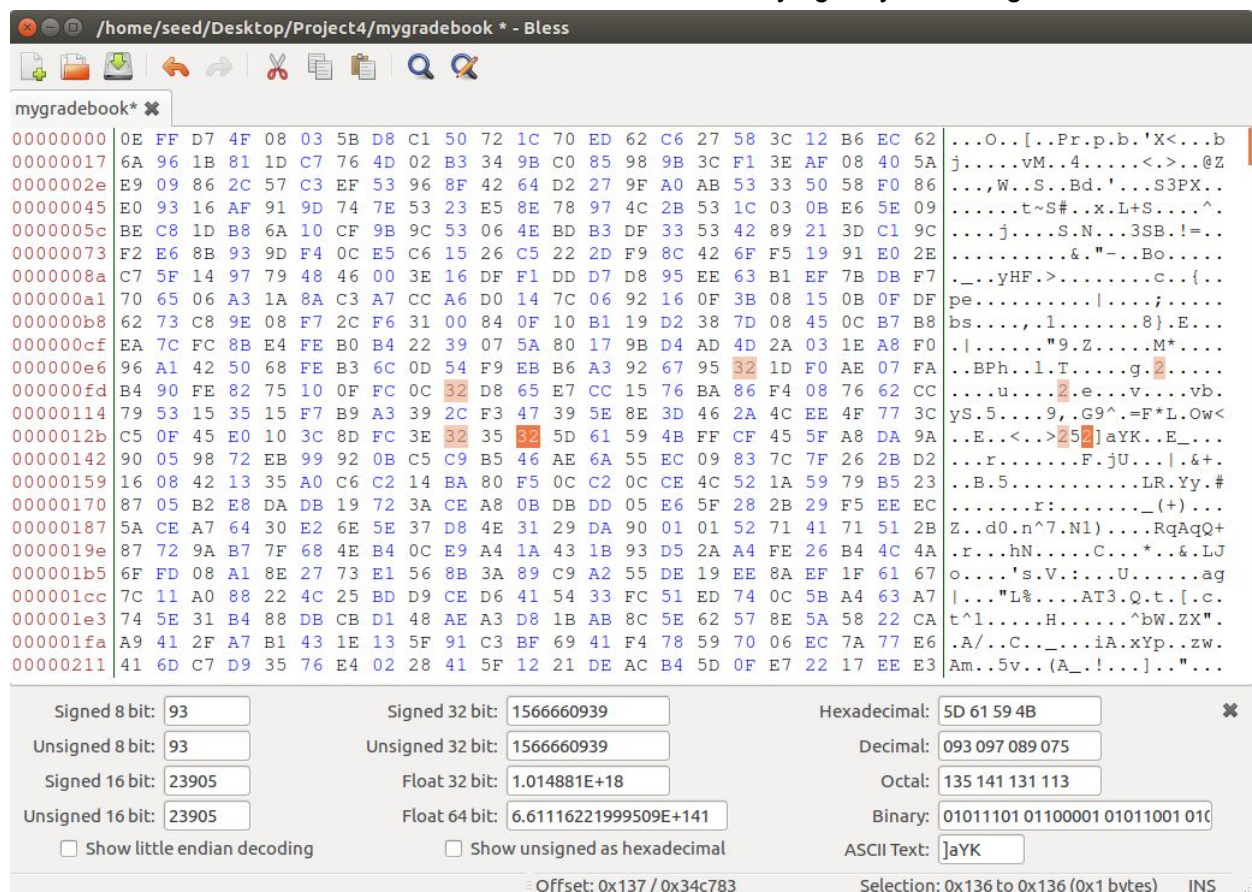 /home/seed/Desktop/Project4/mygradebook * - Bless
mygradebook*
00000000 0E FF D7 4F 08 03 5B D8 C1 50 72 1C 70 ED 62 C6 27 58 3C 12 B6 EC 62 ...O..[..Pr.p.b.'X<...b
00000017 6A 96 1B 81 1D C7 76 4D 02 B3 34 9B C0 85 98 9B 3C F1 3E AF 08 40 5A j.....vM..4.....<.>..@Z
0000002e E9 09 86 2C 57 C3 EF 53 96 8F 42 64 D2 27 9F A0 AB 53 33 50 58 F0 86 ...,W..S..Bd.'...S3PX..
00000045 E0 93 16 AF 91 9D 74 7E 53 23 E5 8E 78 97 4C 2B 53 1C 03 0B E6 5E 09 ......t~S#..x.L+S....^.
0000005c BE C8 1D B8 6A 10 CF 9B 9C 53 06 4E BD B3 DF 33 53 42 89 21 3D C1 9C ....j....S.N...3SB.!=..
00000073 F2 E6 8B 93 9D F4 0C E5 C6 15 26 C5 22 2D F9 8C 42 6F F5 19 91 E0 2E ..........&."-..Bo.....
0000008a C7 5F 14 97 79 48 46 00 3E 16 DF F1 DD D7 D8 95 EE 63 B1 EF 7B DB F7 ._..yHF.>........c..{..
000000a1 70 65 06 A3 1A 8A C3 A7 CC A6 D0 14 7C 06 92 16 0F 3B 08 15 0B 0F DF pe..........|....;.....
000000b8 62 73 C8 9E 08 F7 2C F6 31 00 84 0F 10 B1 19 D2 38 7D 08 45 0C B7 B8 bs....,.1.......8}.E...
000000cf EA 7C FC 8B E4 FE B0 B4 22 39 07 5A 80 17 9B D4 AD 4D 2A 03 1E A8 F0 .|......"9.Z.....M*....
000000e6 96 A1 42 50 68 FE B3 6C 0D 54 F9 EB B6 A3 92 67 95 32 1D F0 AE 07 FA ..BPh..l.T.....g.2.....
000000fd B4 90 FE 82 75 10 0F FC 0C 32 D8 65 E7 CC 15 76 BA 86 F4 08 76 62 CC ....u....2.e...v....vb.
00000114 79 53 15 35 15 F7 B9 A3 39 2C F3 47 39 5E 8E 3D 46 2A 4C EE 4F 77 3C yS.5....9,.G9^.=F*L.Ow<
0000012b C5 0F 45 E0 10 3C 8D FC 3E 32 35 32 5D 61 59 4B FF CF 45 5F A8 DA 9A ..E..<..>252]aYK..E_...
00000142 90 05 98 72 EB 99 92 0B C5 C9 B5 46 AE 6A 55 EC 09 83 7C 7F 26 2B D2 ...r.......F.jU...|.&+.
00000159 16 08 42 13 35 A0 C6 C2 14 BA 80 F5 0C C2 0C CE 4C 52 1A 59 79 B5 23 ..B.5...........LR.Yy.#
00000170 87 05 B2 E8 DA DB 19 72 3A CE A8 0B DB DD 05 E6 5F 28 2B 29 F5 EE EC .......r:......._(+)...
00000187 5A CE A7 64 30 E2 6E 5E 37 D8 4E 31 29 DA 90 01 01 52 71 41 71 51 2B Z..d0.n^7.N1)....RqAqQ+
0000019e 87 72 9A B7 7F 68 4E B4 0C E9 A4 1A 43 1B 93 D5 2A A4 FE 26 B4 4C 4A .r...hN.....C...*..&.LJ
000001b5 6F FD 08 A1 8E 27 73 E1 56 8B 3A 89 C9 A2 55 DE 19 EE 8A EF 1F 61 67 o....'s.V.:...U......ag
000001cc 7C 11 A0 88 22 4C 25 BD D9 CE D6 41 54 33 FC 51 ED 74 0C 5B A4 63 A7 |..."L%....AT3.Q.t.[.c.
000001e3 74 5E 31 B4 88 DB CB D1 48 AE A3 D8 1B AB 8C 5E 62 57 8E 5A 58 22 CA t^1.....H......^bW.ZX".
000001fa A9 41 2F A7 B1 43 1E 13 5F 91 C3 BF 69 41 F4 78 59 70 06 EC 7A 77 E6 .A/..C.._...iA.xYp..zw.
00000211 41 6D C7 D9 35 76 E4 02 28 41 5F 12 21 DE AC B4 5D 0F E7 22 17 EE E3 Am..5v..(A_.!...].."...
Signed 8 bit: 93 Signed 32 bit: 1566660939 Hexadecimal: 5D 61 59 4B
Unsigned 8 bit: 93 Unsigned 32 bit: 1566660939 Decimal: 093 097 089 075
Signed 16 bit: 23905 Float 32 bit: 1.014881E+18 Octal: 135 141 131 113
Unsigned 16 bit: 23905 Float 64 bit: 6.61116221999509E+141 Binary: 01011101 01100001 01011001 010
Show little endian decoding Show unsigned as hexadecimal ASCII Text: ]aYK
Offset: 0x137 / 0x34c783 Selection: 0x136 to 0x136 (0x1 bytes) INS